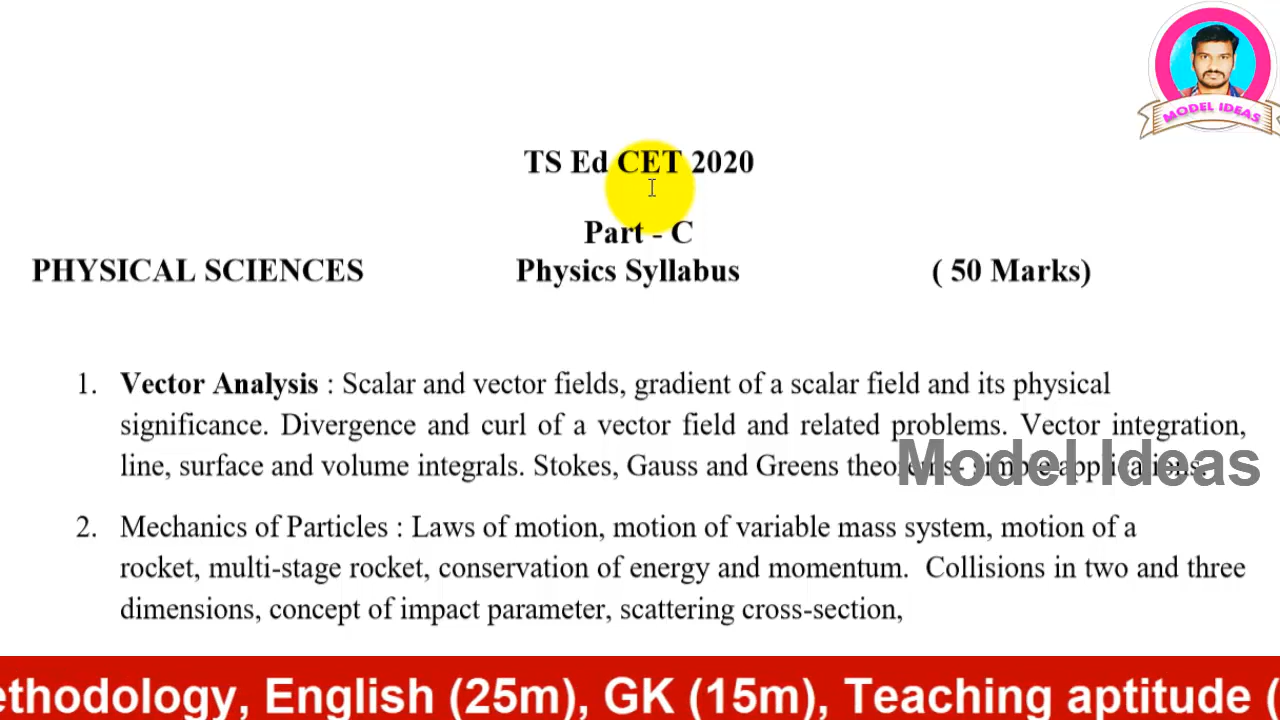 MODEL IDEAS
TS Ed CET 2020
Part - C
PHYSICAL SCIENCES Physics Syllabus ( 50 Marks)
1. Vector Analysis : Scalar and vector fields, gradient of a scalar field and its physical
significance. Divergence and curl of a vector field and related problems. Vector integration,
line, surface and volume integrals. Stokes, Gauss and Greens theorems- simple applications.
Model Ideas
2. Mechanics of Particles : Laws of motion, motion of variable mass system, motion of a
rocket, multi-stage rocket, conservation of energy and momentum. Collisions in two and three
dimensions, concept of impact parameter, scattering cross-section,
ethodology, English (25m), GK (15m), Teaching aptitude (